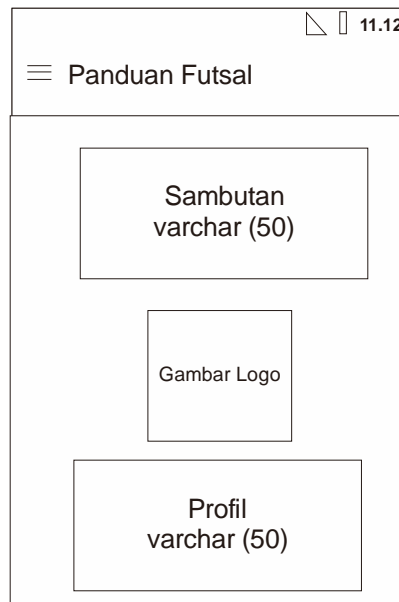 11.12
Panduan Futsal
Sambutan
varchar (50)
Gambar Logo
Profil
varchar (50)